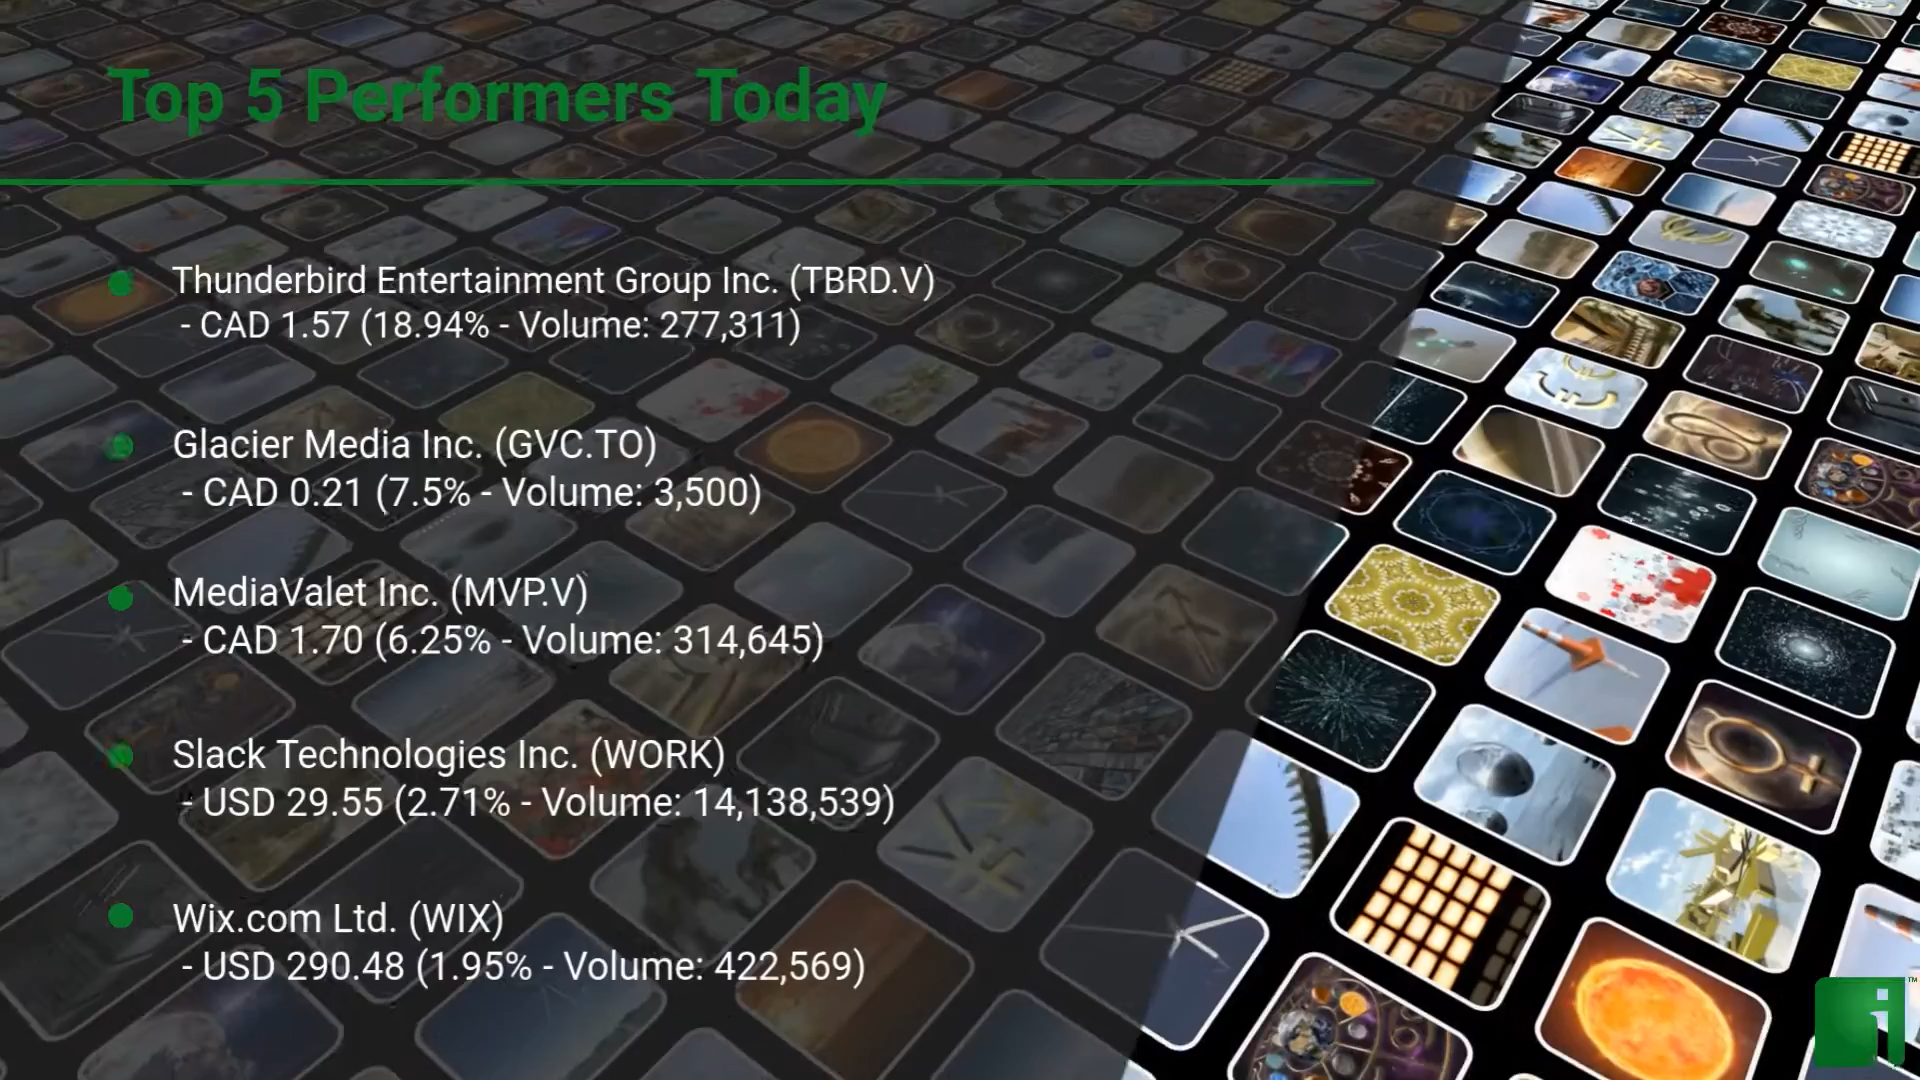 Top 5 Performers Today
Thunderbird Entertainment Group Inc. (TBRD.V)
- CAD 1.57 (18.94% - Volume: 277,311)
Glacier Media Inc. (GVC.TO)
- CAD 0.21 (7.5% - Volume: 3,500)
MediaValet Inc. (MVP.V)
- CAD 1.70 (6.25% - Volume: 314,645)
Slack Technologies Inc. (WORK)
- USD 29.55 (2.71% - Volume: 14,138,539)
Wix.com Ltd. (WIX)
- USD 290.48 (1.95% - Volume: 422,569)
i
™